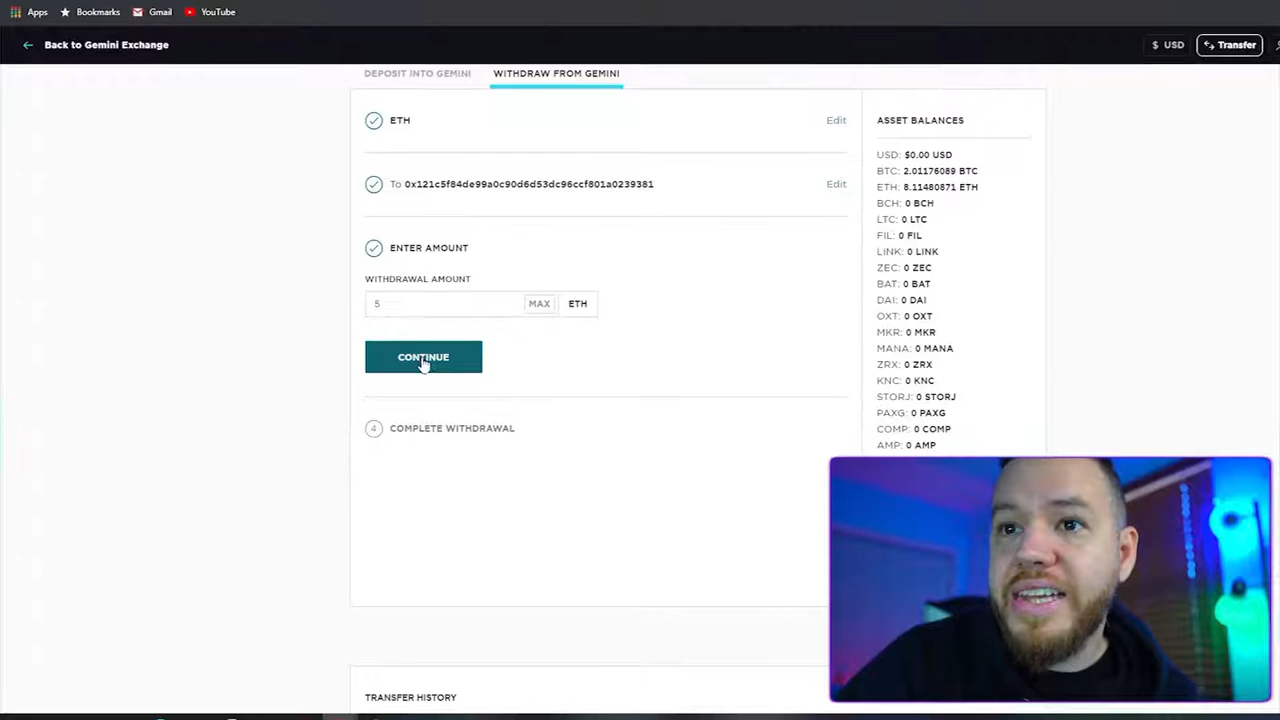 Apps Bookmarks Gmail YouTube
Back to Gemini Exchange $ USD Transfer
DEPOSIT INTO GEMINI WITHDRAW FROM GEMINI
ETH Edit
To 0x121c5f84de99a0c90d6d53dc96ccf801a0239381 Edit
ENTER AMOUNT
WITHDRAWAL AMOUNT
5 MAX ETH
CONTINUE
4 COMPLETE WITHDRAWAL
ASSET BALANCES
USD: $0.00 USD
BTC: 2.01176089 BTC
ETH: 8.11480871 ETH
BCH: 0 BCH
LTC: 0 LTC
FIL: 0 FIL
LINK: 0 LINK
ZEC: 0 ZEC
BAT: 0 BAT
DAI: 0 DAI
OXT: 0 OXT
MKR: 0 MKR
MANA: 0 MANA
ZRX: 0 ZRX
KNC: 0 KNC
STORJ: 0 STORJ
PAXG: 0 PAXG
COMP: 0 COMP
AMP: 0 AMP
TRANSFER HISTORY